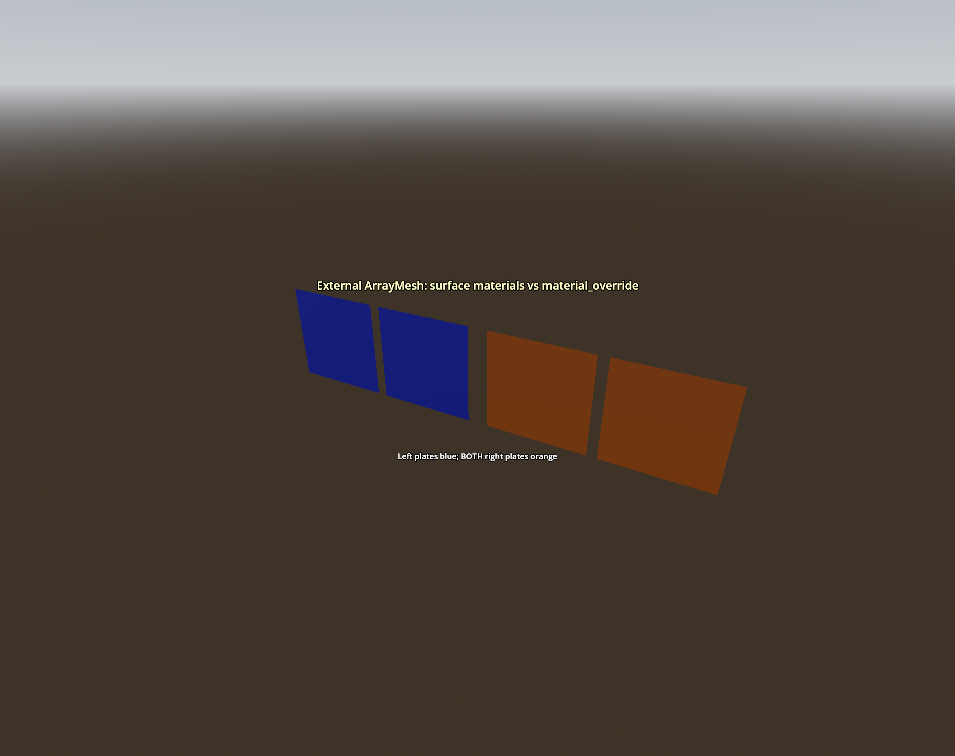 External ArrayMesh: surface materials vs material_override
Left plates blue; BOTH right plates orange